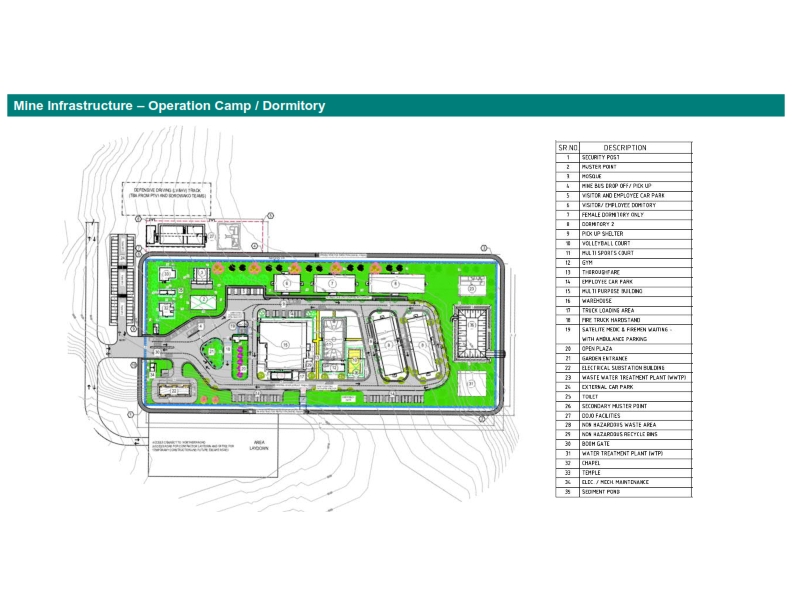 Mine Infrastructure – Operation Camp / Dormitory
DEFENSIVE DRIVING (LV&HV) TRACK
AREA
LAYDOWN
SR.NO DESCRIPTION
1 SECURITY POST
2 MUSTER POINT
3 MOSQUE
4 MINE BUS DROP OFF/ PICK UP
5 VISITOR AND EMPLOYEE CAR PARK
6 VISITOR/ EMPLOYEE DOMITORY
7 FEMALE DORMITORY ONLY
8 DORMITORY 2
9 PICK UP SHELTER
10 VOLLEYBALL COURT
11 MULTI SPORTS COURT
12 GYM
13 THOROUGHFARE
14 EMPLOYEE CAR PARK
15 MULTI PURPOSE BUILDING
16 WAREHOUSE
17 TRUCK LOADING AREA
18 FIRE TRUCK HARDSTAND
19 SATELITE MEDIC & FIREMEN WAITING -
WITH AMBULANCE PARKING
20 OPEN PLAZA
21 GARDEN ENTRANCE
22 ELECTRICAL SUBSTATION BUILDING
23 WASTE WATER TREATMENT PLANT (WWTP)
24 EXTERNAL CAR PARK
25 TOILET
26 SECONDARY MUSTER POINT
27 DOJO FACILITIES
28 NON HAZARDOUS WASTE AREA
29 NON HAZARDOUS RECYCLE BINS
30 BOOM GATE
31 WATER TREATMENT PLANT (WTP)
32 CHAPEL
33 TEMPLE
34 ELEC. / MECH. MAINTENANCE
35 SEDIMENT POND